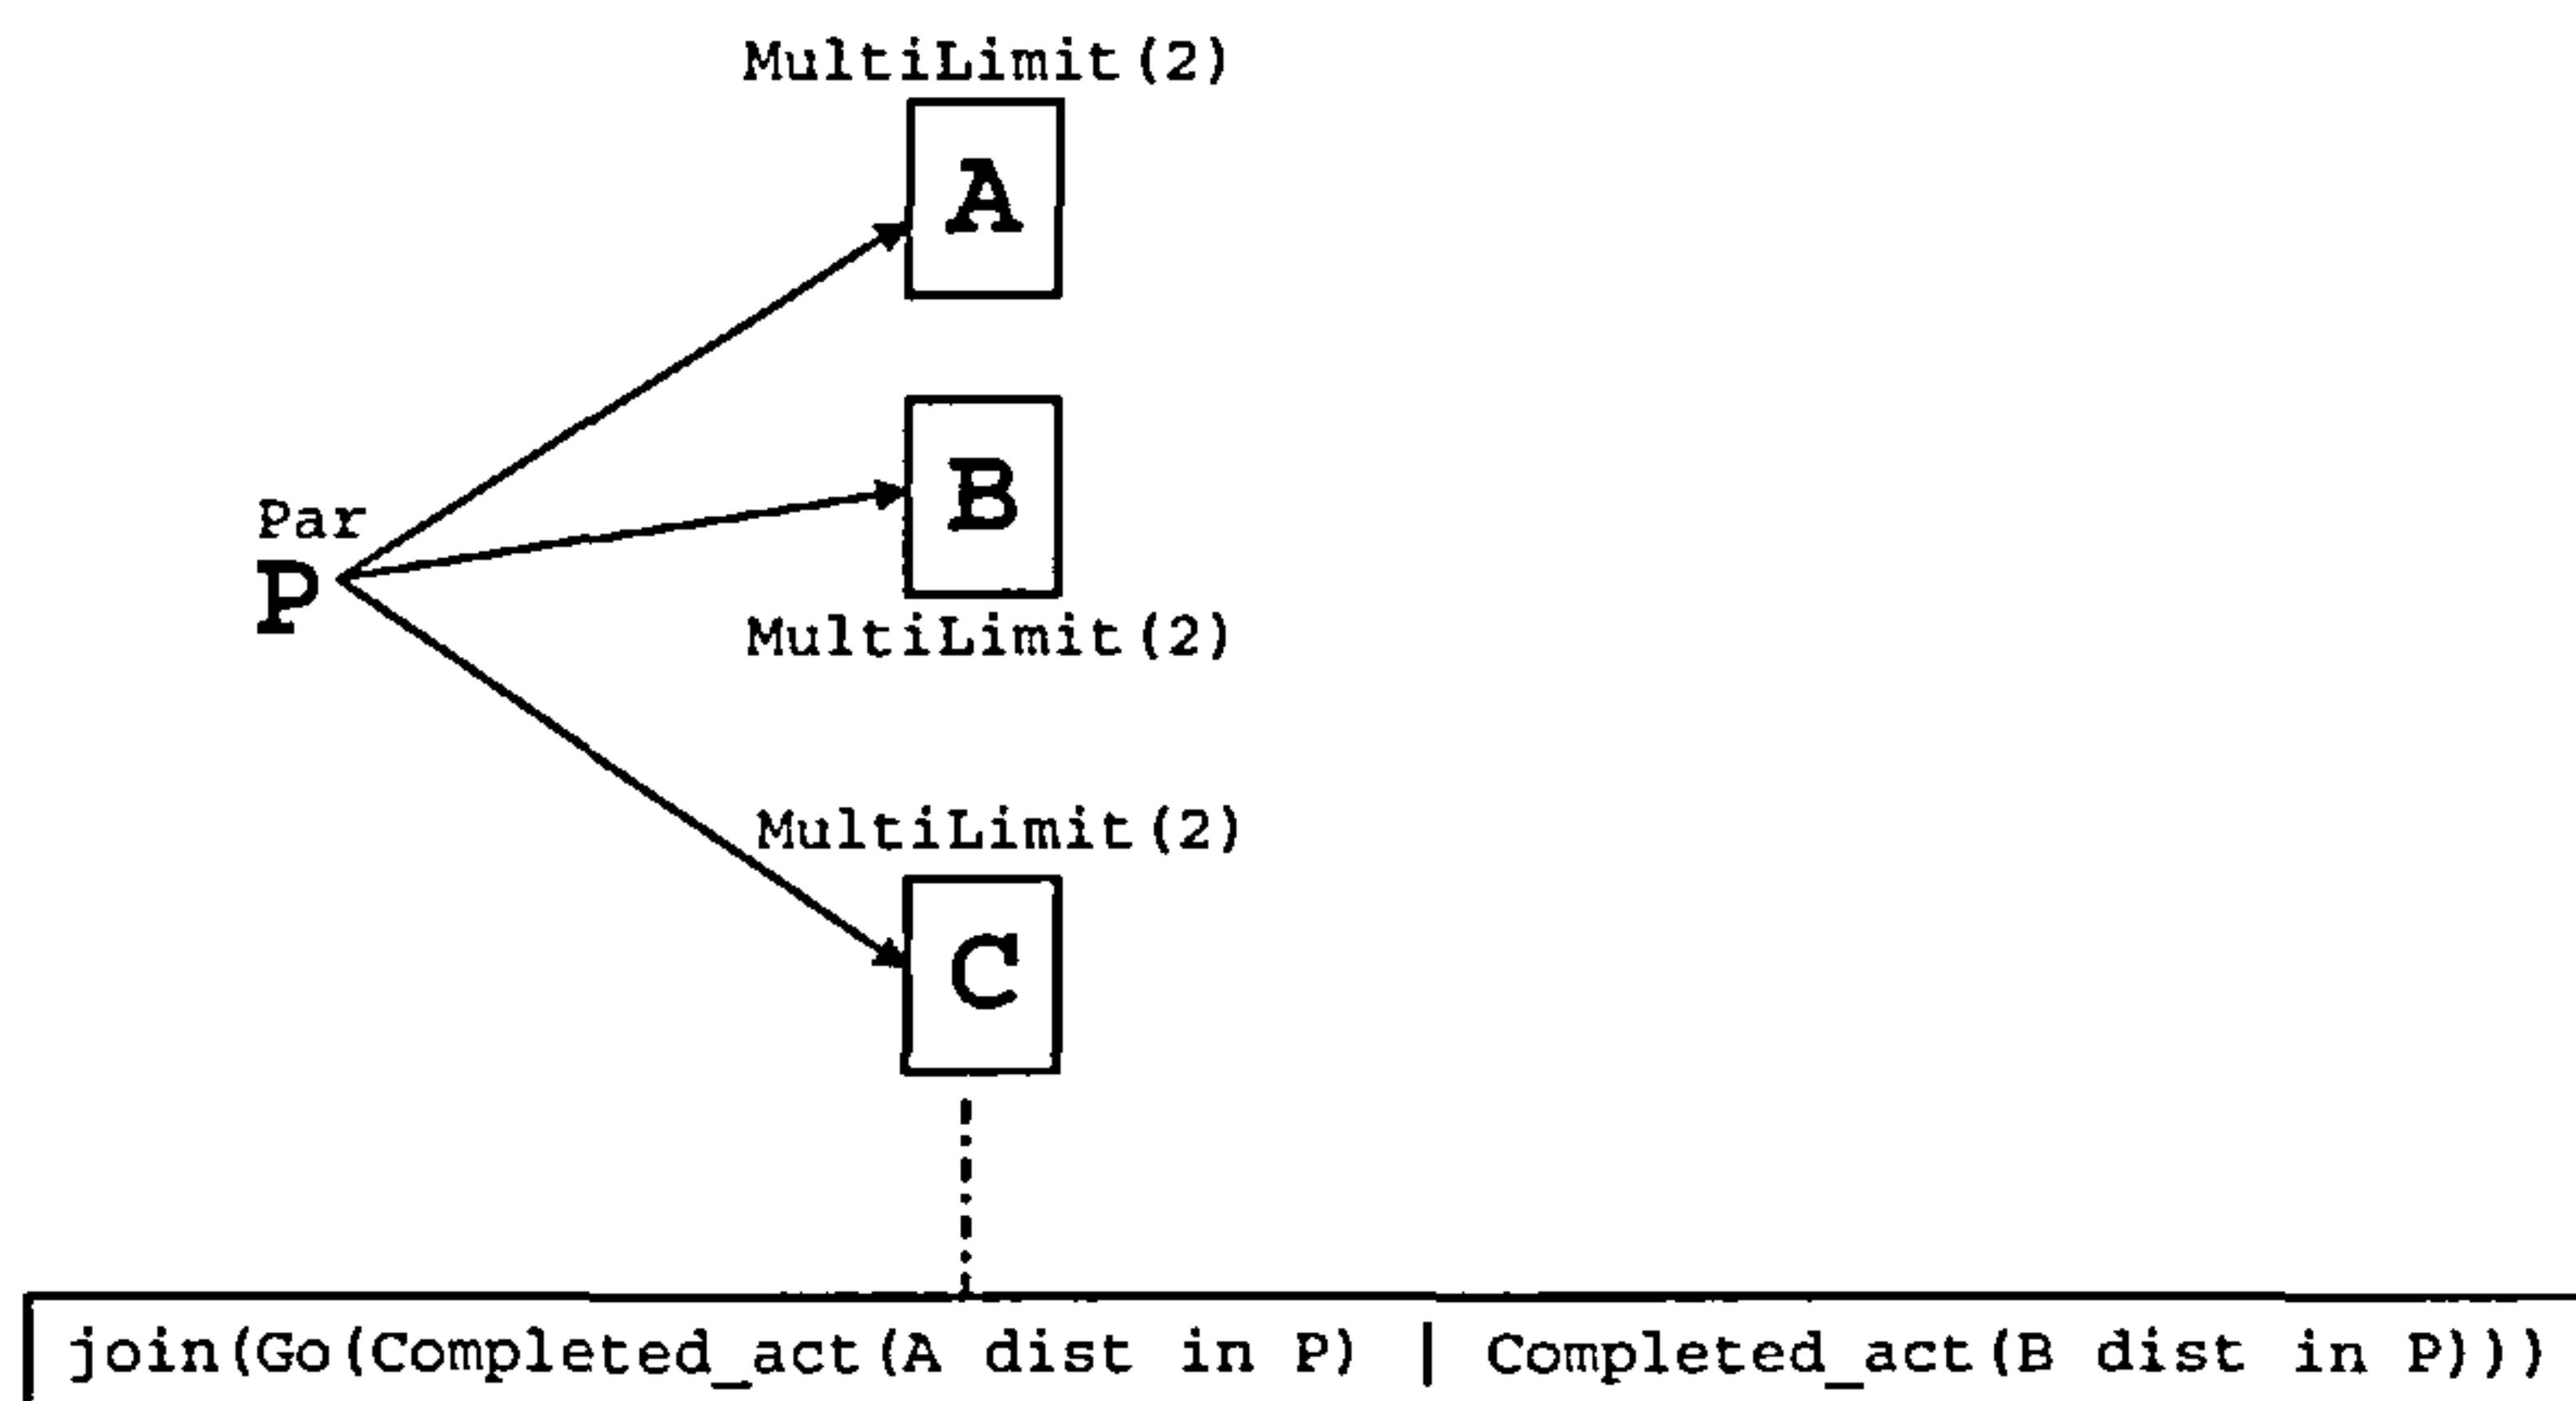 MultiLimit(2)
A
B
MultiLimit(2)
Par
P
MultiLimit(2)
C
join(Go(Completed_act(A dist in P) | Completed_act(B dist in P)))